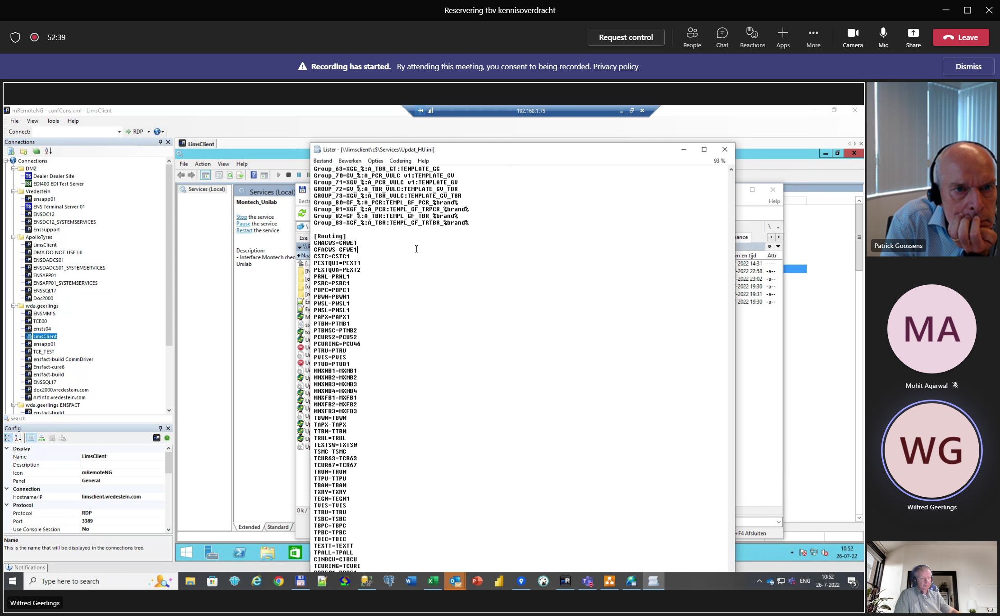 Reservering tbv kennisoverdracht
52:39
Request control
People
Chat
Reactions
Apps
More
Camera
Mic
Share
Leave
Recording has started. By attending this meeting, you consent to being recorded. Privacy policy
Dismiss
mRemoteNG - confCons.xml - LimsClient
192.168.1.75
File View Tools Help
Connect:
RDP
Connections
Connections
DMZ
Dealer Dealer Site
EDI400 EDI Test Server
Vredestein
ensapp01
ENS Terminal Server 01
ENSDC12
ENSDC12_SYSTEMSERVICES
Enssupport
ApolloTyres
LimsClient
DMA DO NOT USE !!!!
ENSDADCS01
ENSDADCS01_SYSTEMSERVICES
ENSAPP01
ENSAPP01_SYSTEMSERVICES
ENSSQL17
Doc2000
wda.geerlings
ENSMMIS
TCE00
ensts04
LimsClient
ensapp01
TCE_TEST
ensfact-build CommDriver
Ensfact-cure6
ensfact-build
ENSSQL17
doc2000.vredestein.com
ArtInfo.vredestein.com
wda.geerlings ENSFACT
ensfact-build
Search
Config
Display
Name LimsClient
Description
Icon mRemoteNG
Panel General
Connection
Hostname/IP limsclient.vredestein.com
Protocol
Protocol RDP
Port 3389
Use Console Session No
Name
This is the name that will be displayed in the connections tree.
Notifications
LimsClient
File Action View Help
Services (Local)
Services (Local)
Montech_Unilab
Stop the service
Pause the service
Restart the service
Description:
- Interface Montech rheo
Unilab
Extended Standard
Lister - [\\limsclient\c$\Services\Updat_HU.ini]
Bestand Bewerken Opties Codering Help
93 %
Group_63=XGG_%:A_TBR_GT:TEMPLATE_GG
Group_70=GV_%:A_PCR_VULC v1:TEMPLATE_GV
Group_71=XGV_%:A_PCR_VULC v1:TEMPLATE_GV
GROUP_72=GV_%:A_TBR_VULC:TEMPLATE_GV_TBR
GROUP_73=XGV_%:A_TBR_VULC:TEMPLATE_GV_TBR
Group_80=GF_%:A_PCR:TEMPL_GF_PCR_%brand%
Group_81=XGF_%:A_PCR:TEMPL_GF_TRPCR_%brand%
Group_82=GF_%:A_TBR:TEMPL_GF_TBR_%brand%
Group_83=XGF_%:A_TBR:TEMPL_GF_TRTBR_%brand%
[Routing]
CMACWS=CMWE1
CFACWS=CFWE1
CSTC=CSTC1
PEXTQUI=PEXT1
PEXTQUA=PEXT2
PRHL=PRHL1
PSBC=PSBC1
PBPC=PBPC1
PBWM=PBWM1
PWSL=PWSL1
PMSL=PMSL1
PAPX=PAPX1
PTBM=PTMB1
PTBMSC=PTMB2
PCUR52=PCU52
PCURING=PCU46
PTRU=PTRU
PVIS=PVIS
PTUB=PTUB1
MMXMB1=MXMB1
MMXMB2=MXMB2
MMXMB3=MXMB3
MMXMB4=MXMB4
MMXFB1=MXFB1
MMXFB2=MXFB2
MMXFB3=MXFB3
TBWM=TBWM
TAPX=TAPX
TTBM=TTBM
TRHL=TRHL
TEXTSW=TXTSW
TSMC=TSMC
TCUR63=TCR63
TCUR67=TCR67
TRUM=TRUM
TTPU=TTPU
TBAM=TBAM
TXRY=TXRY
TEGM=TEGM1
TVIS=TVIS
TTRU=TTRU
TSBC=TSBC
TBPC=TBPC
TPBC=TPBC
TBIC=TBIC
TEXTT=TEXTT
TPALL=TPALL
CINBCU=CIBCU
TCURING=TCURI
Besta
Exe
0 k /
Help
ance
m en tijd Attr
-2022 14:31 ----
-2022 22:58 -a--
-2022 23:02 -a--
-2022 19:30 -a--
-2022 19:31 -a--
-2022 19:30 -a--
+F4 Afsluiten
10:52
26-07-22
Type here to search
ENG
10:52
26-7-2022
5
Wilfred Geerlings
Patrick Goossens
MA
Mohit Agarwal
WG
Wilfred Geerlings